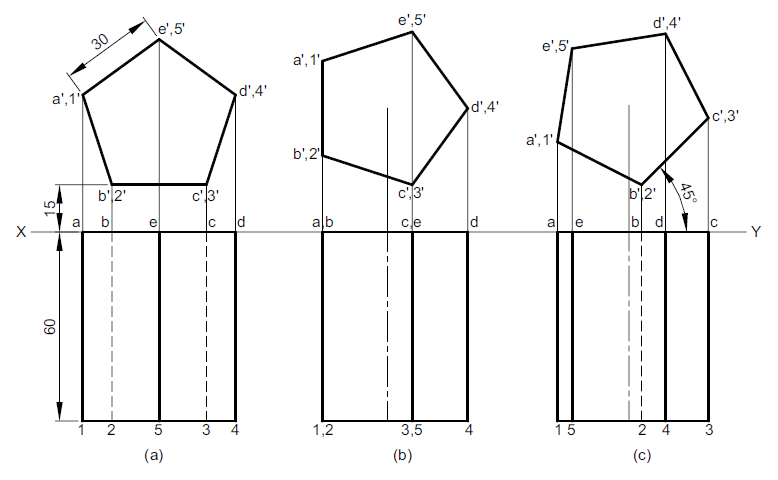 e',5'
30
a',1'
d',4'
b',2'
c',3'
15
a
b
e
c
d
60
1
2
5
3
4
(a)
e',5'
a',1'
d',4'
b',2'
c',3'
a,b
c,e
d
1,2
3,5
4
(b)
d',4'
e',5'
c',3'
a',1'
b',2'
45°
a
e
b
d
c
X
Y
1
5
2
4
3
(c)